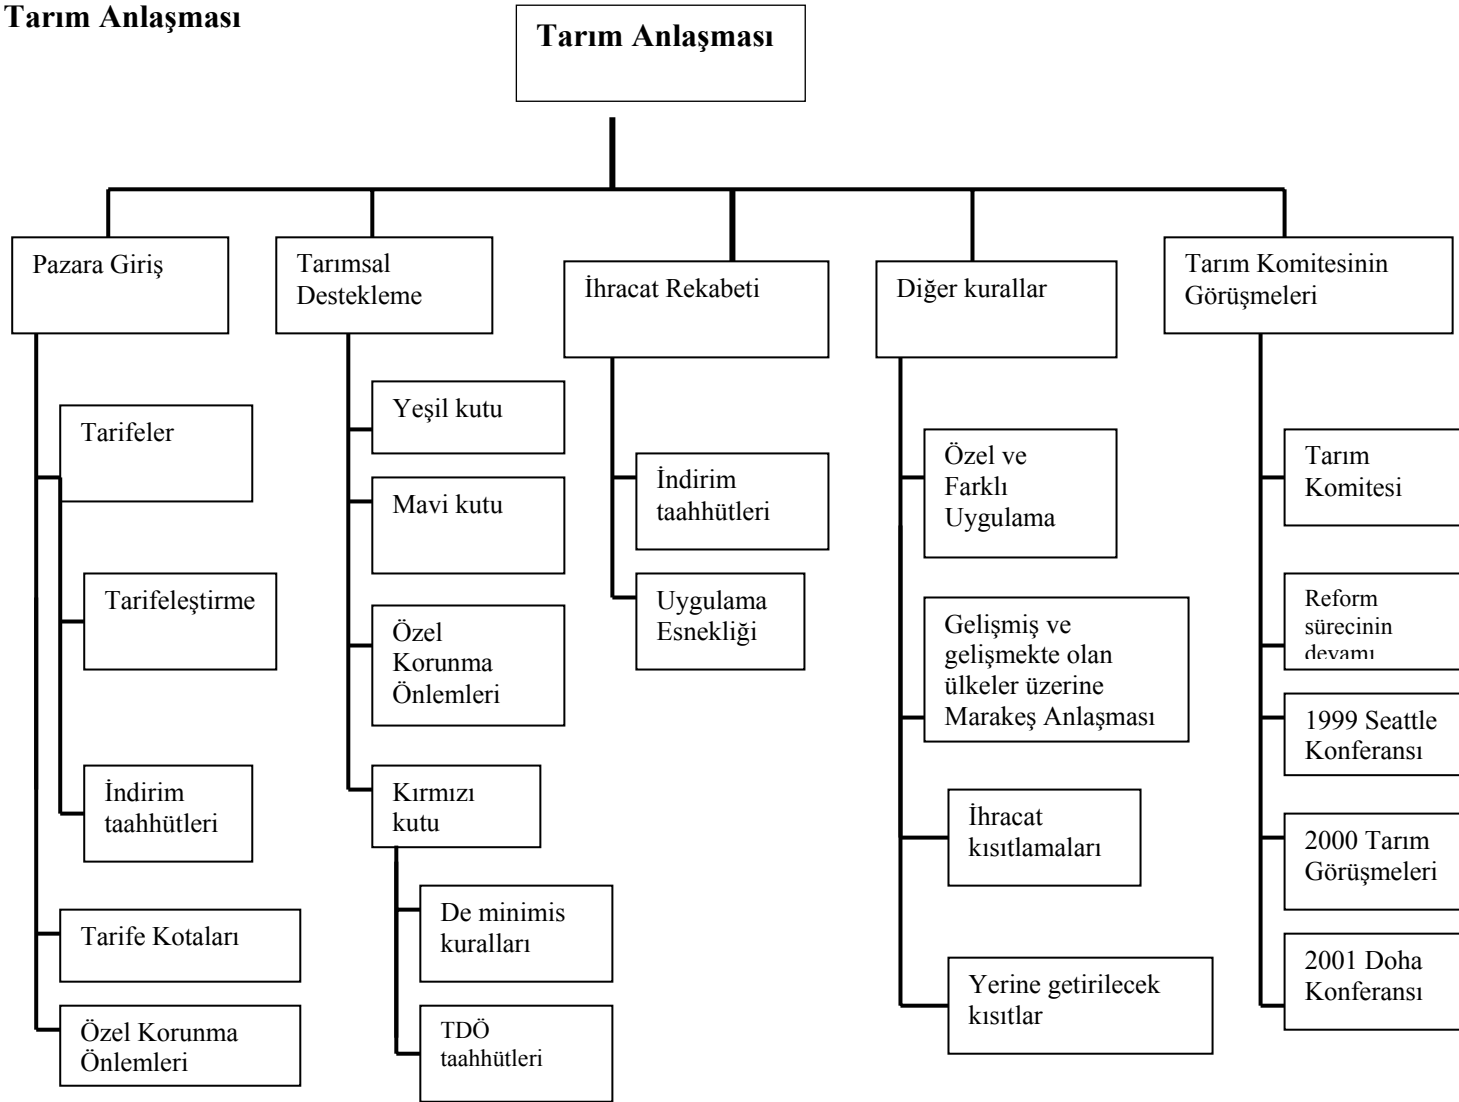 Tarım Anlaşması
Tarım Anlaşması
Pazara Giriş
Tarifeler
Tarifeleştirme
İndirim
taahhütleri
Tarife Kotaları
Özel Korunma
Önlemleri
Tarımsal
Destekleme
Yeşil kutu
Mavi kutu
Özel
Korunma
Önlemleri
Kırmızı
kutu
De minimis
kuralları
TDÖ
taahhütleri
İhracat Rekabeti
İndirim
taahhütleri
Uygulama
Esnekliği
Diğer kurallar
Özel ve
Farklı
Uygulama
Gelişmiş ve
gelişmekte olan
ülkeler üzerine
Marakeş Anlaşması
İhracat
kısıtlamaları
Yerine getirilecek
kısıtlar
Tarım Komitesinin
Görüşmeleri
Tarım
Komitesi
Reform
sürecinin
devamı
1999 Seattle
Konferansı
2000 Tarım
Görüşmeleri
2001 Doha
Konferansı